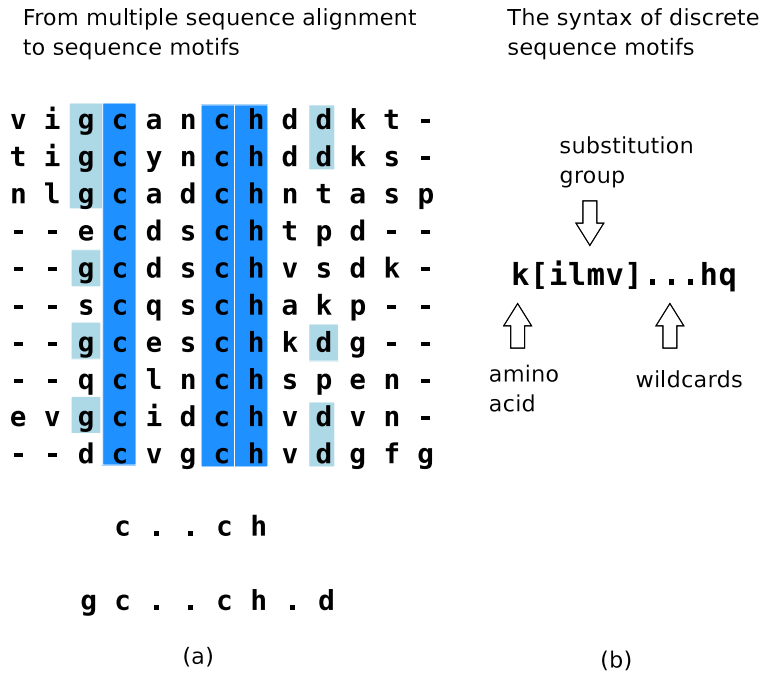 From multiple sequence alignment
to sequence motifs
v i g c a n c h d d k t -
t i g c y n c h d d k s -
n l g c a d c h n t a s p
- - e c d s c h t p d - -
- - g c d s c h v s d k -
- - s c q s c h a k p - -
- - g c e s c h k d g - -
- - q c l n c h s p e n -
e v g c i d c h v d v n -
- - d c v g c h v d g f g
c . . c h
g c . . c h . d
(a)
The syntax of discrete
sequence motifs
substitution
group
k[ilmv]...hq
amino
acid
wildcards
(b)